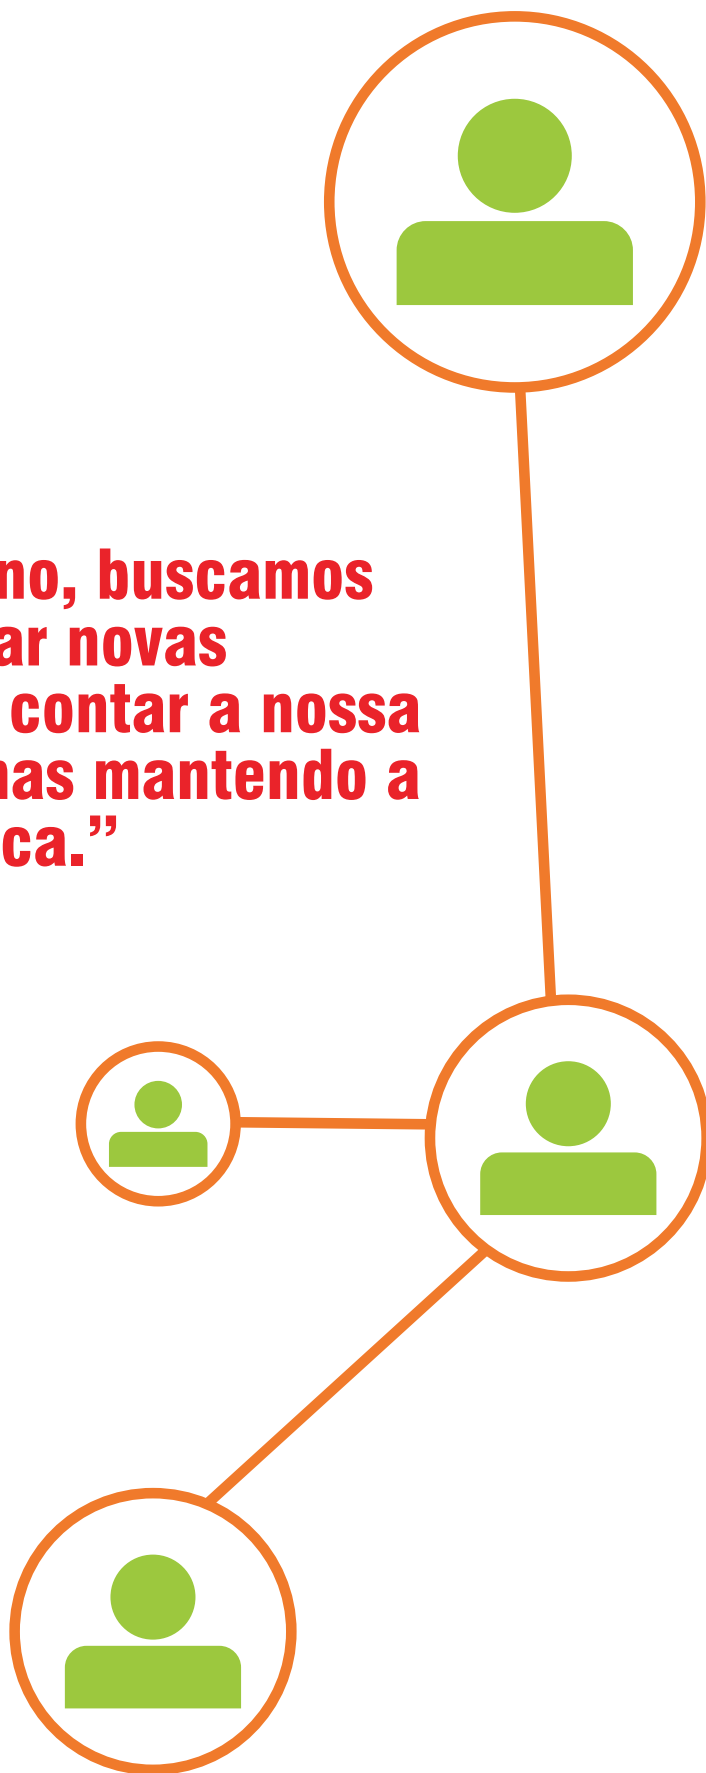 no, buscamos
ar novas
contar a nossa
nas mantendo a
ca.”